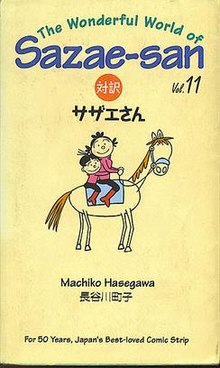 The Wonderful World of
Sazae-san
対訳
Vol. 11
サザエさん
Machiko Hasegawa
長谷川町子
For 50 Years, Japan's Best-loved Comic Strip